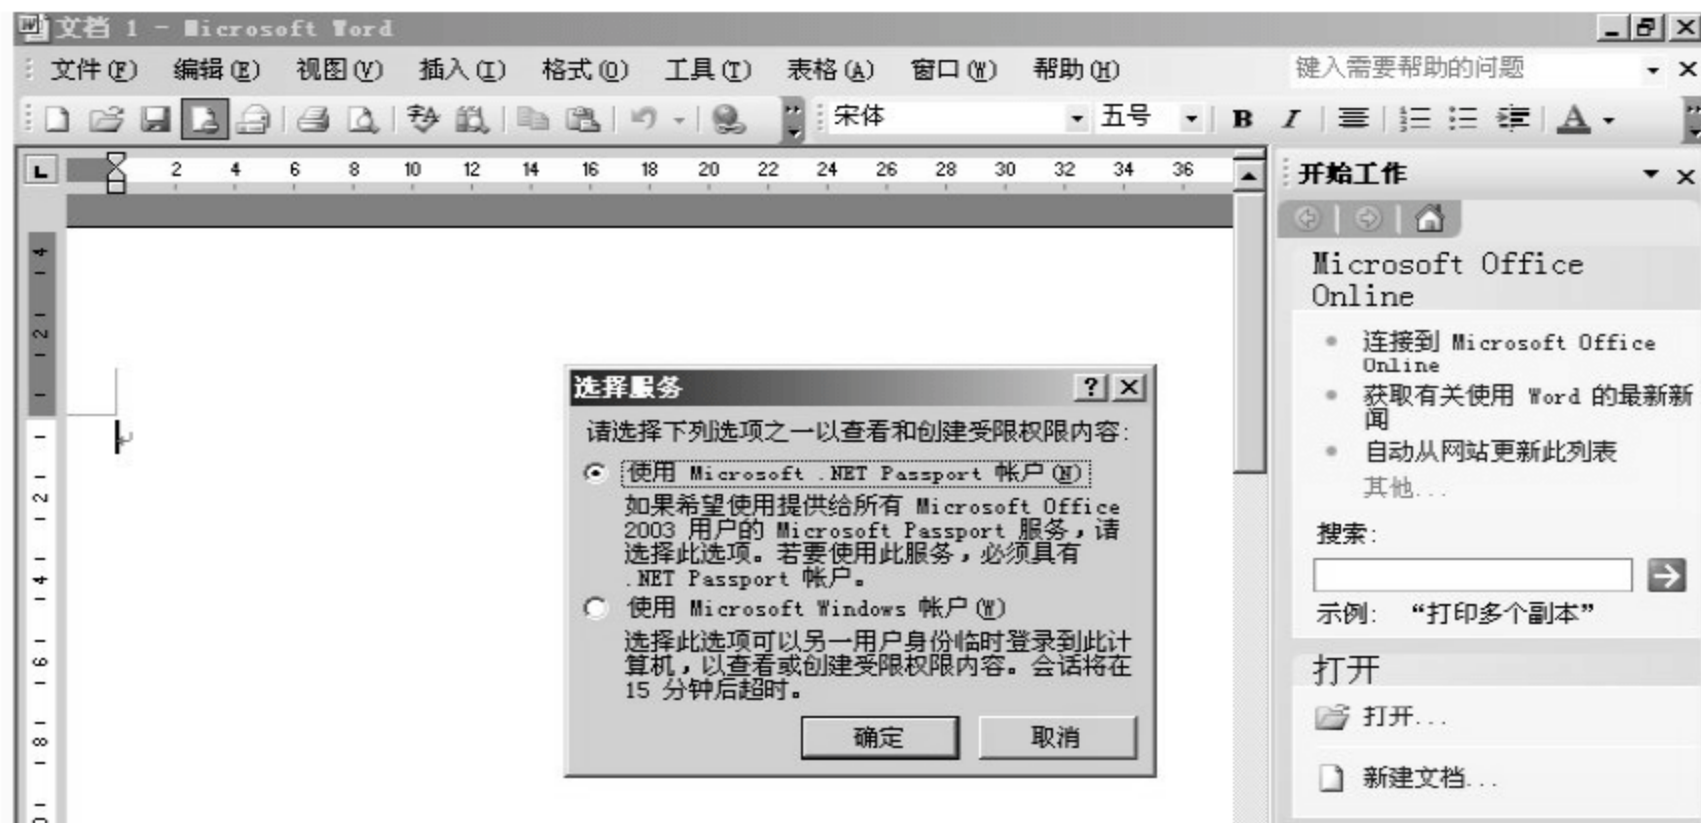 文档 1 - Microsoft Word
文件(F) 编辑(E) 视图(V) 插入(I) 格式(O) 工具(T) 表格(A) 窗口(W) 帮助(H) 键入需要帮助的问题
宋体 五号 B I A
L 2 4 6 8 10 12 14 16 18 20 22 24 26 28 30 32 34 36
开始工作
Microsoft Office
Online
连接到 Microsoft Office
Online
获取有关使用 Word 的最新新
闻
自动从网站更新此列表
其他...
搜索:
示例: “打印多个副本”
打开
打开...
新建文档...
4
2
2
4
6
8
选择服务
请选择下列选项之一以查看和创建受限权限内容:
使用 Microsoft .NET Passport 帐户(N)
如果希望使用提供给所有 Microsoft Office
2003 用户的 Microsoft Passport 服务,请
选择此选项。若要使用此服务,必须具有
.NET Passport 帐户。
使用 Microsoft Windows 帐户(W)
选择此选项可以另一用户身份临时登录到此计
算机,以查看或创建受限权限内容。会话将在
15 分钟后超时。
确定 取消